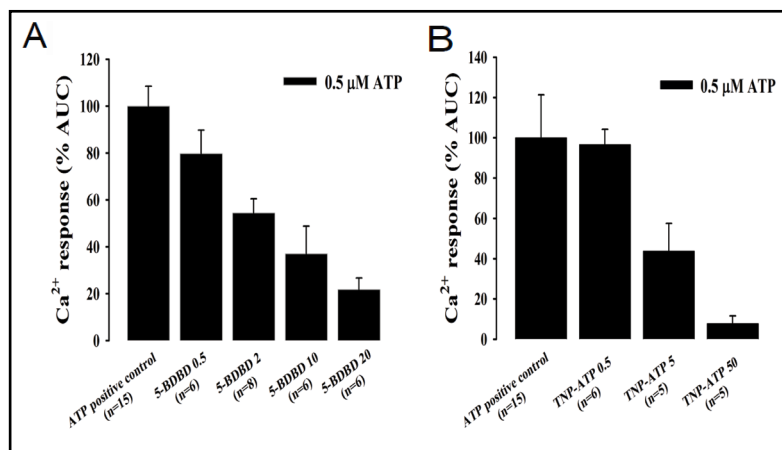 A
Ca²⁺ response (% AUC)
120
100
80
60
40
20
0
0.5 µM ATP
ATP positive control
(n=15)
5-BDBD 0.5
(n=6)
5-BDBD 2
(n=8)
5-BDBD 10
(n=6)
5-BDBD 20
(n=6)
B
Ca²⁺ response (% AUC)
140
120
100
80
60
40
20
0
0.5 µM ATP
ATP positive control
(n=15)
TNP-ATP 0.5
(n=6)
TNP-ATP 5
(n=5)
TNP-ATP 50
(n=5)